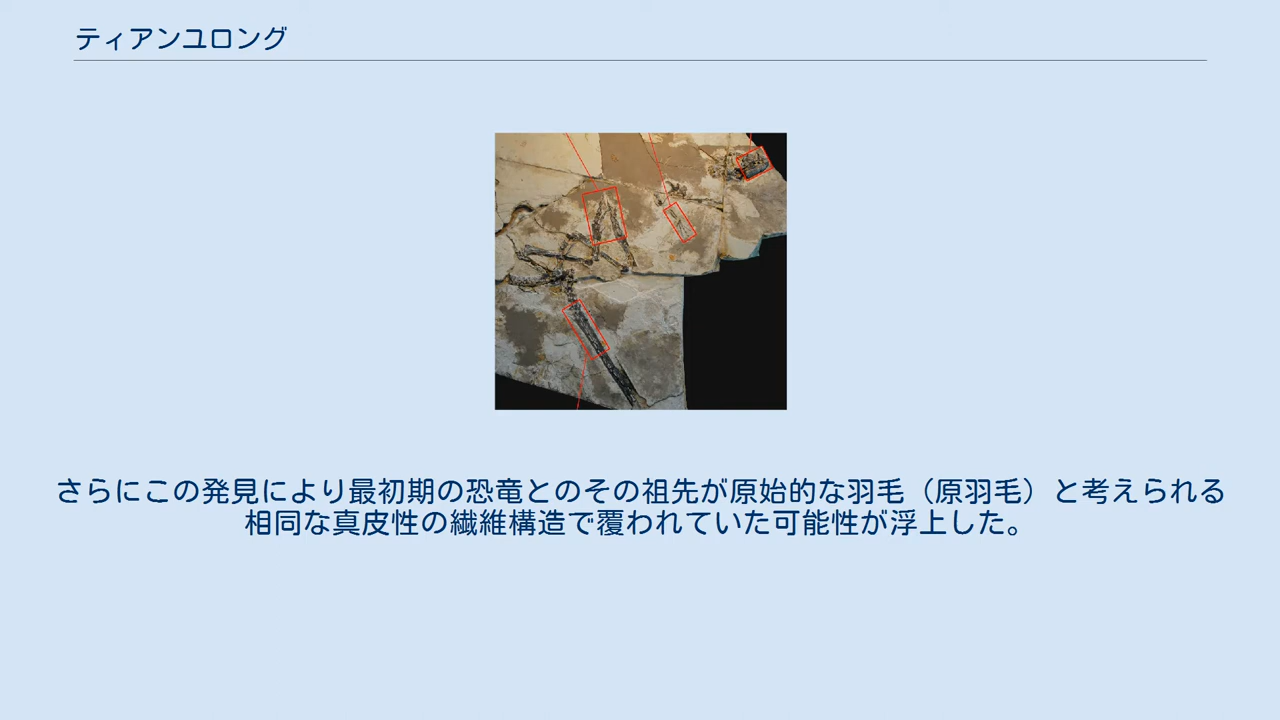 ティアンユロング
さらにこの発見により最初期の恐竜とのその祖先が原始的な羽毛（原羽毛）と考えられる
相同な真皮性の繊維構造で覆われていた可能性が浮上した。